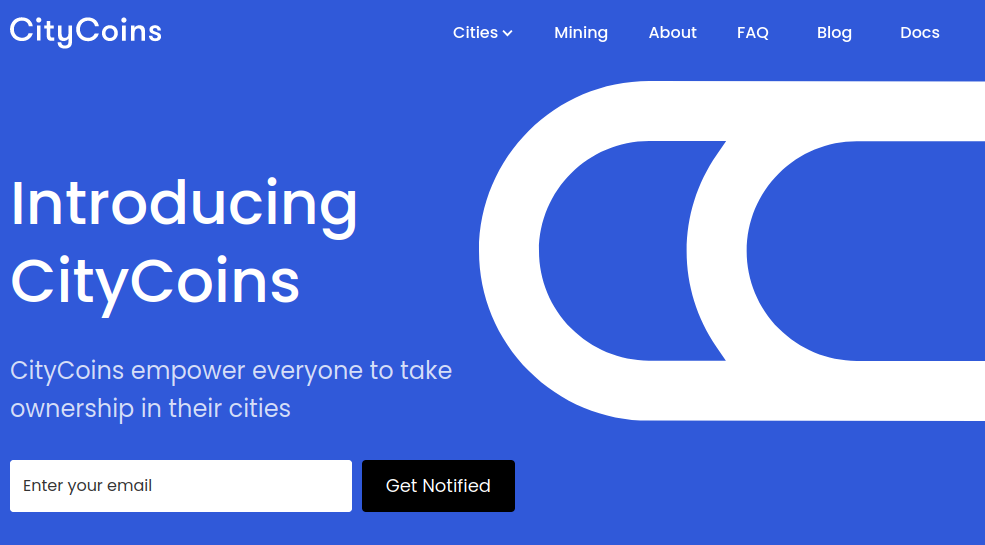 CityCoins
Cities Mining About FAQ Blog Docs
Introducing
CityCoins
CityCoins empower everyone to take
ownership in their cities
Enter your email
Get Notified